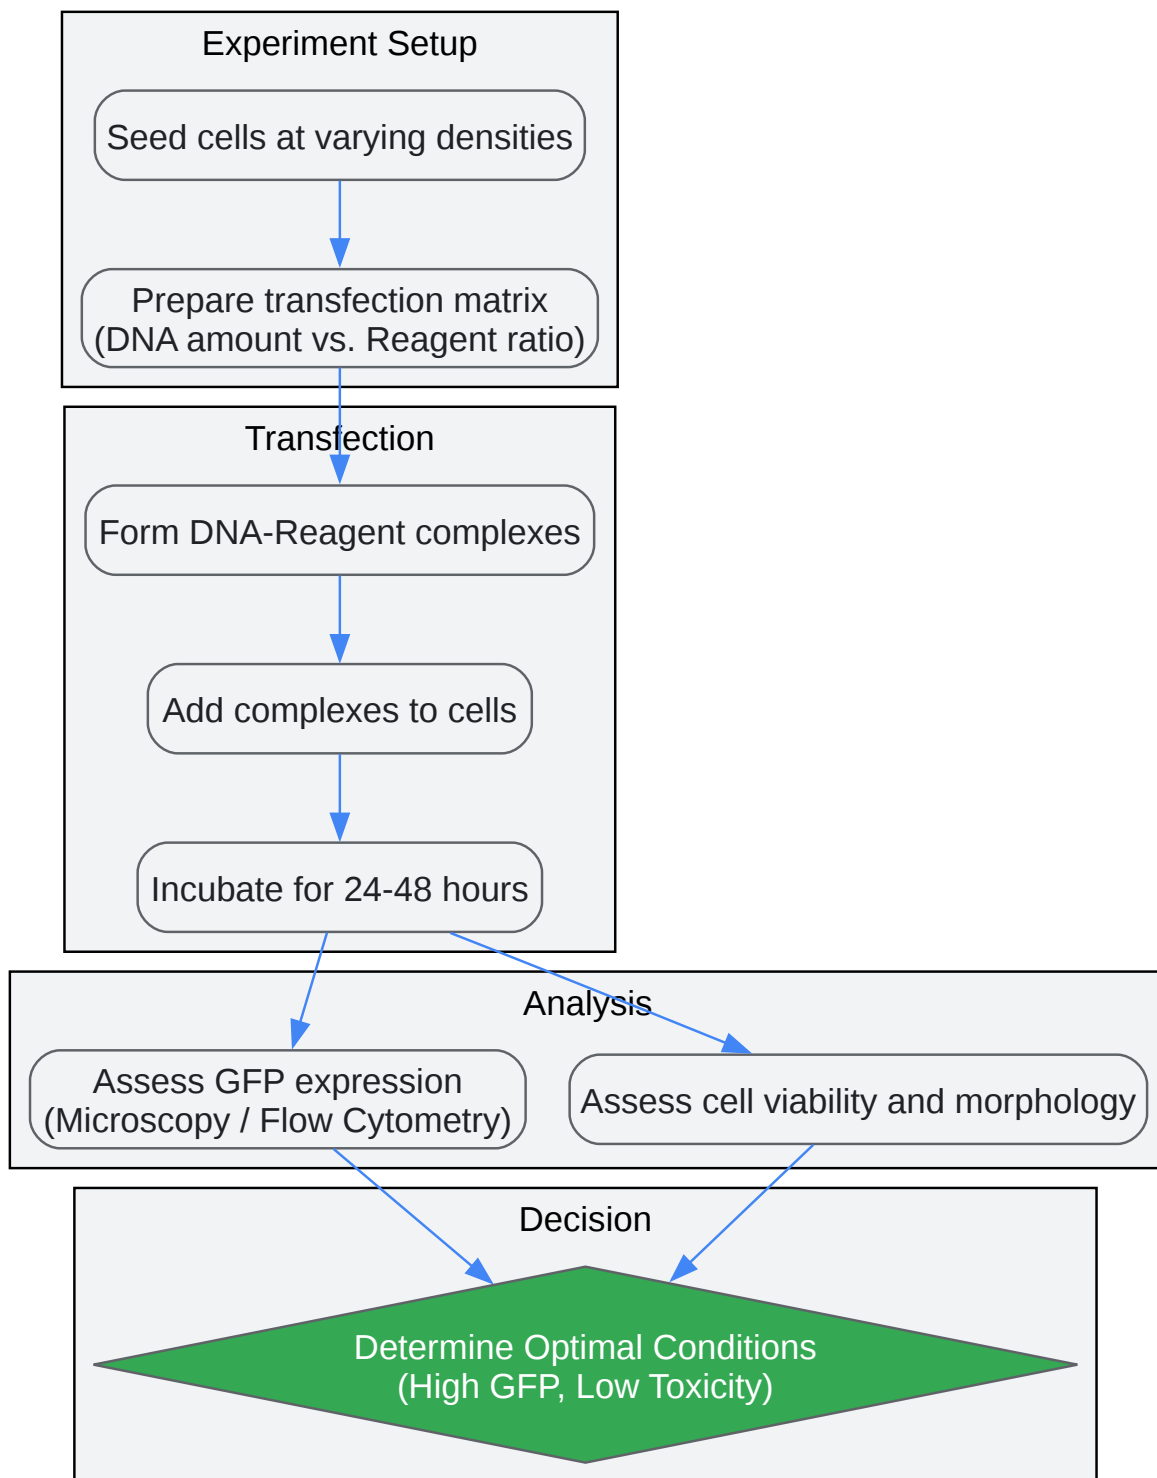 Experiment Setup
Seed cells at varying densities
Prepare transfection matrix
(DNA amount vs. Reagent ratio)
Transfection
Form DNA-Reagent complexes
Add complexes to cells
Incubate for 24-48 hours
Analysis
Assess GFP expression
(Microscopy / Flow Cytometry)
Assess cell viability and morphology
Decision
Determine Optimal Conditions
(High GFP, Low Toxicity)